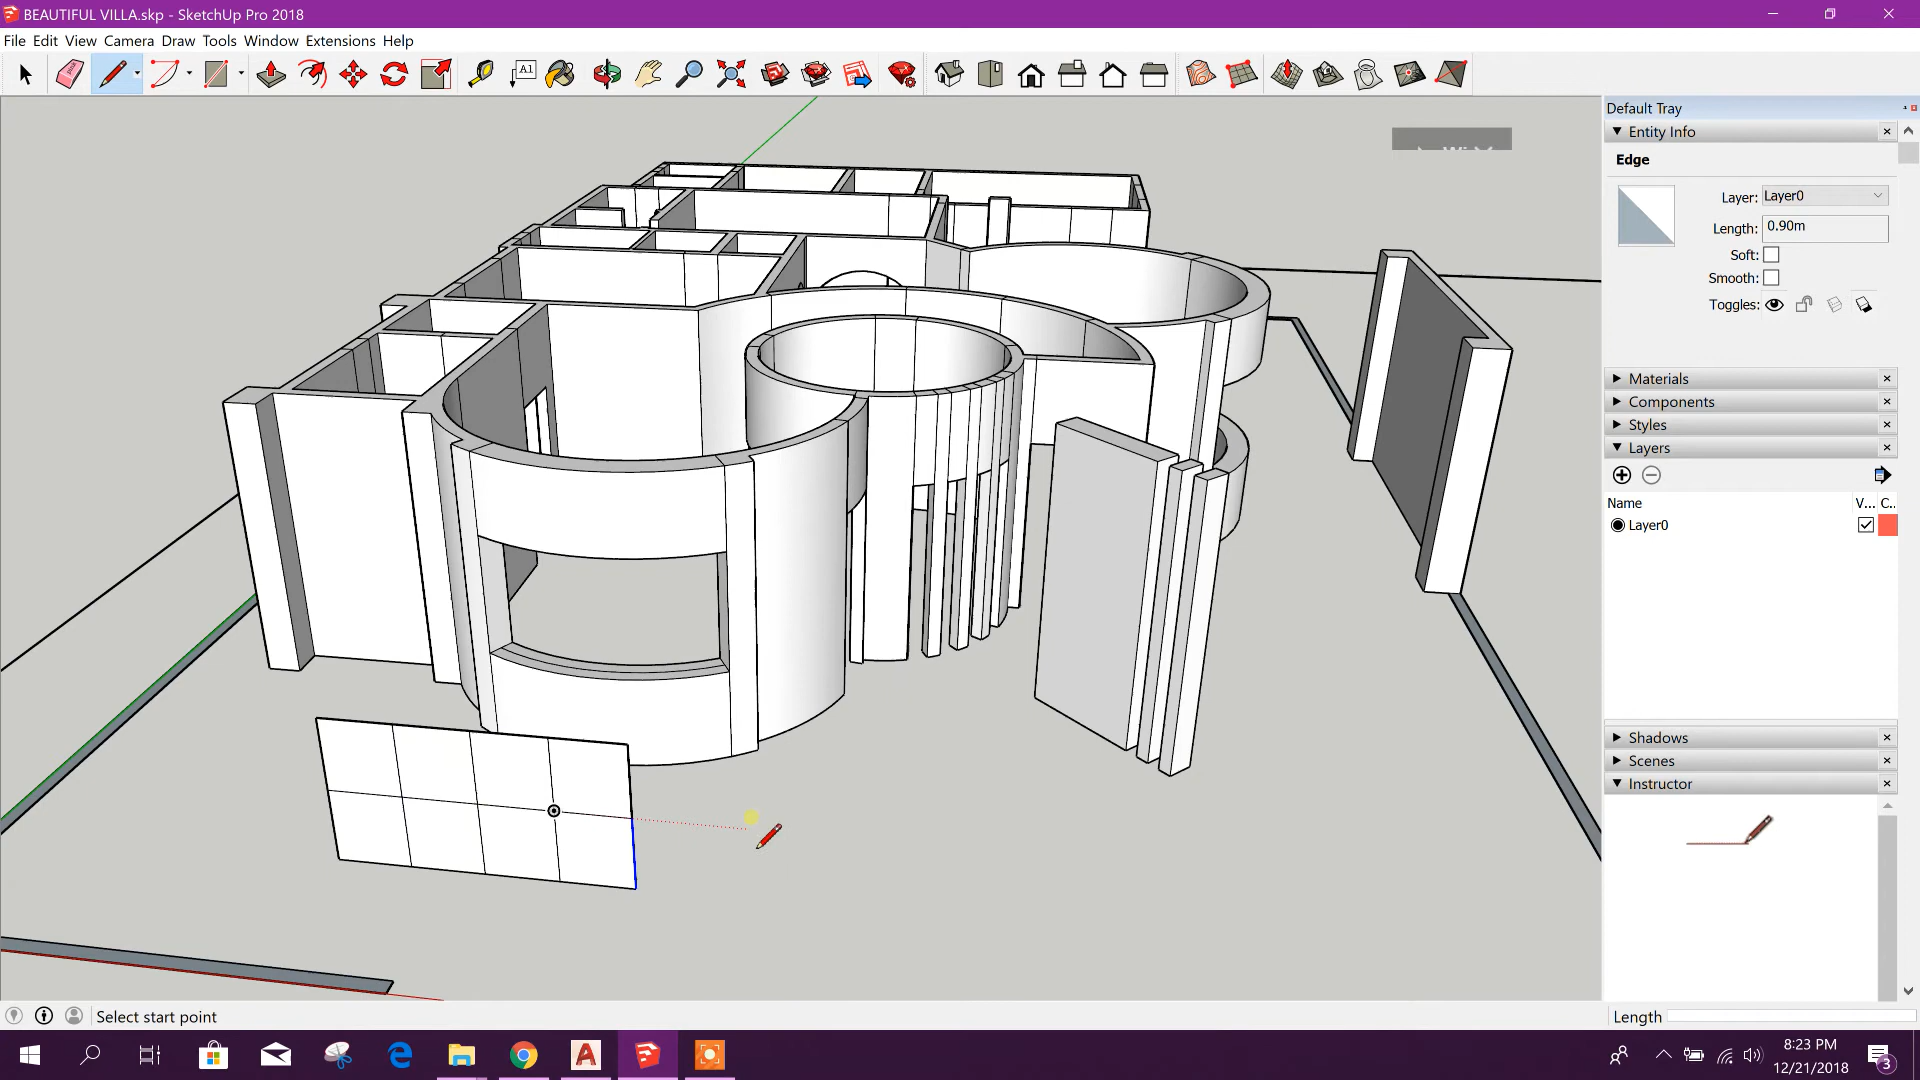 BEAUTIFUL VILLA.skp - SketchUp Pro 2018
File Edit View Camera Draw Tools Window Extensions Help
A1
Default Tray
Entity Info
Edge
Layer: Layer0
Length: 0.90m
Soft:
Smooth:
Toggles:
Materials
Components
Styles
Layers
Name V... C..
Layer0
Shadows
Scenes
Instructor
Select start point
Length
8:23 PM
12/21/2018
3